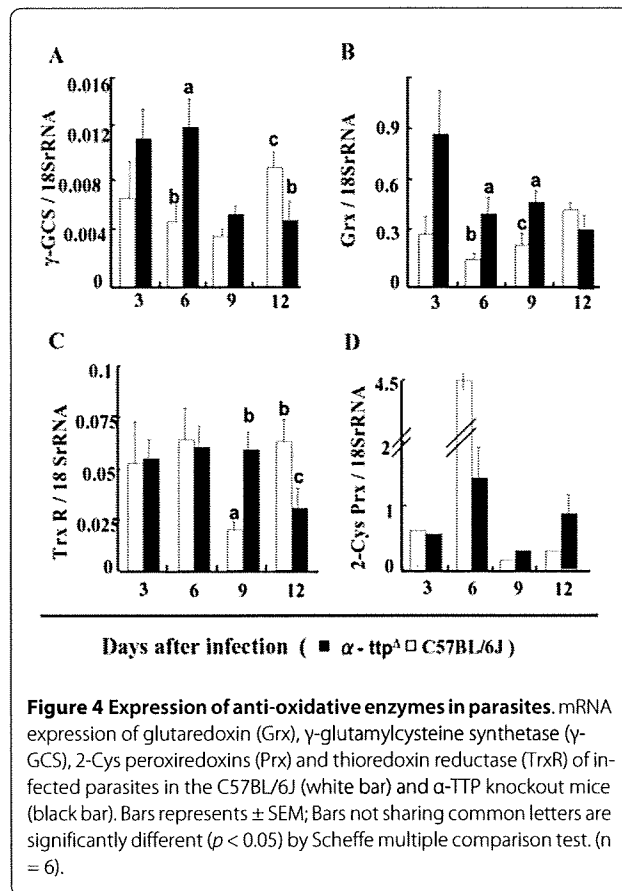 A
B
γ-GCS / 18SrRNA
0.016
0.012
0.008
0.004
0
a
b
c
b
3 6 9 12
Grx / 18SrRNA
0.9
0.6
0.3
0
b
a
c
a
3 6 9 12
C
D
Trx R / 18 SrRNA
0.1
0.075
0.050
0.025
0
a
b
b
c
3 6 9 12
2-Cys Prx / 18SrRNA
4.5
2
1
0
3 6 9 12
Days after infection ( ■ α - ttpΔ □ C57BL/6J )
Figure 4 Expression of anti-oxidative enzymes in parasites. mRNA
expression of glutaredoxin (Grx), γ-glutamylcysteine synthetase (γ-
GCS), 2-Cys peroxiredoxins (Prx) and thioredoxin reductase (TrxR) of in-
fected parasites in the C57BL/6J (white bar) and α-TTP knockout mice
(black bar). Bars represents ± SEM; Bars not sharing common letters are
significantly different (p < 0.05) by Scheffe multiple comparison test. (n
= 6).